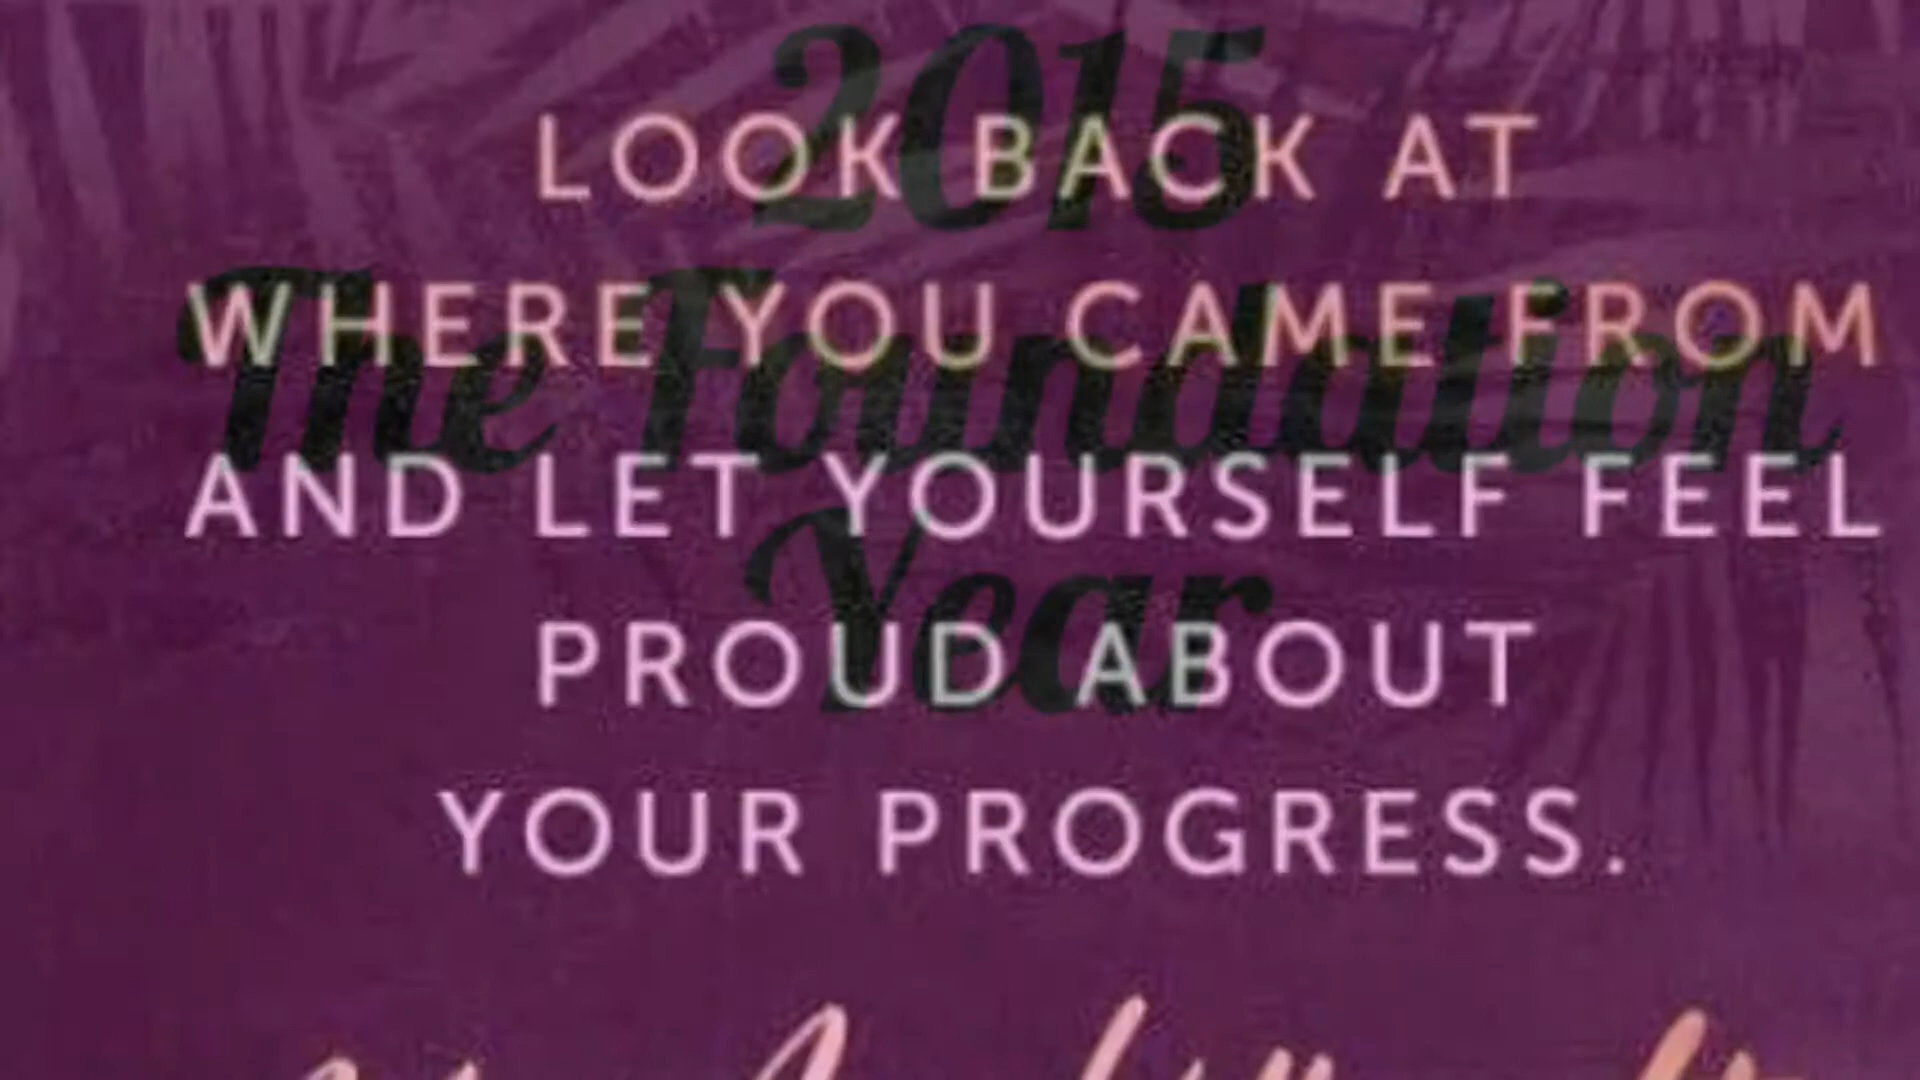 2015
LOOK BACK AT
The Foundation
WHERE YOU CAME FROM
AND LET YOURSELF FEEL
Year
PROUD ABOUT
YOUR PROGRESS.